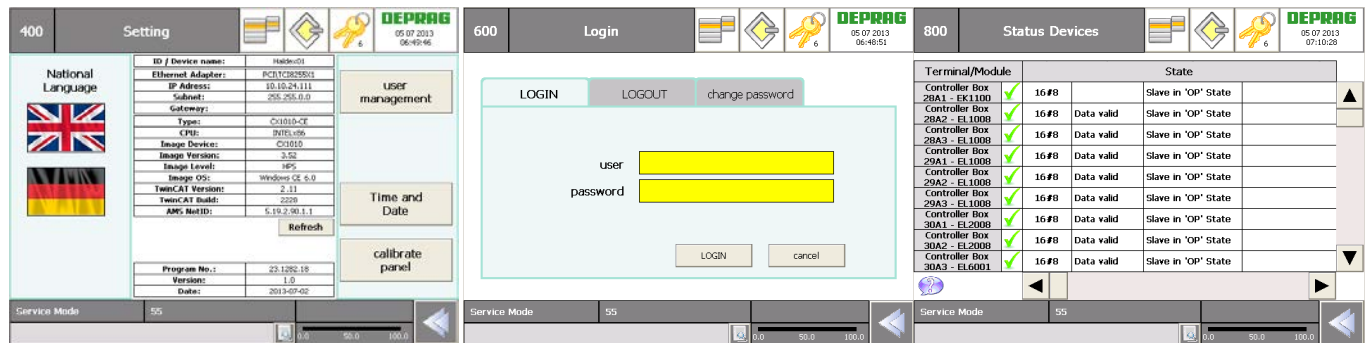 400 Setting 6 DEPRAG
05 07 2013
06:49:46
National
Language
ID / Device name: Haldex01
Ethernet Adapter: PCI\TCI8255X1
IP Adress: 10.10.24.111
Subnet: 255.255.0.0
Gateway:
Type: CX1010-CE
CPU: INTELx86
Image Device: CX1010
Image Version: 3.52
Image Level: HPS
Image OS: Windows CE 6.0
TwinCAT Version: 2.11
TwinCAT Build: 2220
AMS NetID: 5.19.2.90.1.1
Refresh
Program No.: 23.1282.18
Version: 1.0
Date: 2013-07-02
user
management
Time and
Date
calibrate
panel
Service Mode 55
0.0 50.0 100.0
600 Login 6 DEPRAG
05 07 2013
06:48:51
LOGIN LOGOUT change password
user
password
LOGIN cancel
Service Mode 55
0.0 50.0 100.0
800 Status Devices 6 DEPRAG
05 07 2013
07:10:28
Terminal/Module State
Controller Box
28A1 - EK1100 16#8 Slave in 'OP' State
Controller Box
28A2 - EL1008 16#8 Data valid Slave in 'OP' State
Controller Box
28A3 - EL1008 16#8 Data valid Slave in 'OP' State
Controller Box
29A1 - EL1008 16#8 Data valid Slave in 'OP' State
Controller Box
29A2 - EL1008 16#8 Data valid Slave in 'OP' State
Controller Box
29A3 - EL1008 16#8 Data valid Slave in 'OP' State
Controller Box
30A1 - EL2008 16#8 Data valid Slave in 'OP' State
Controller Box
30A2 - EL2008 16#8 Data valid Slave in 'OP' State
Controller Box
30A3 - EL6001 16#8 Data valid Slave in 'OP' State
?
Service Mode 55
0.0 50.0 100.0